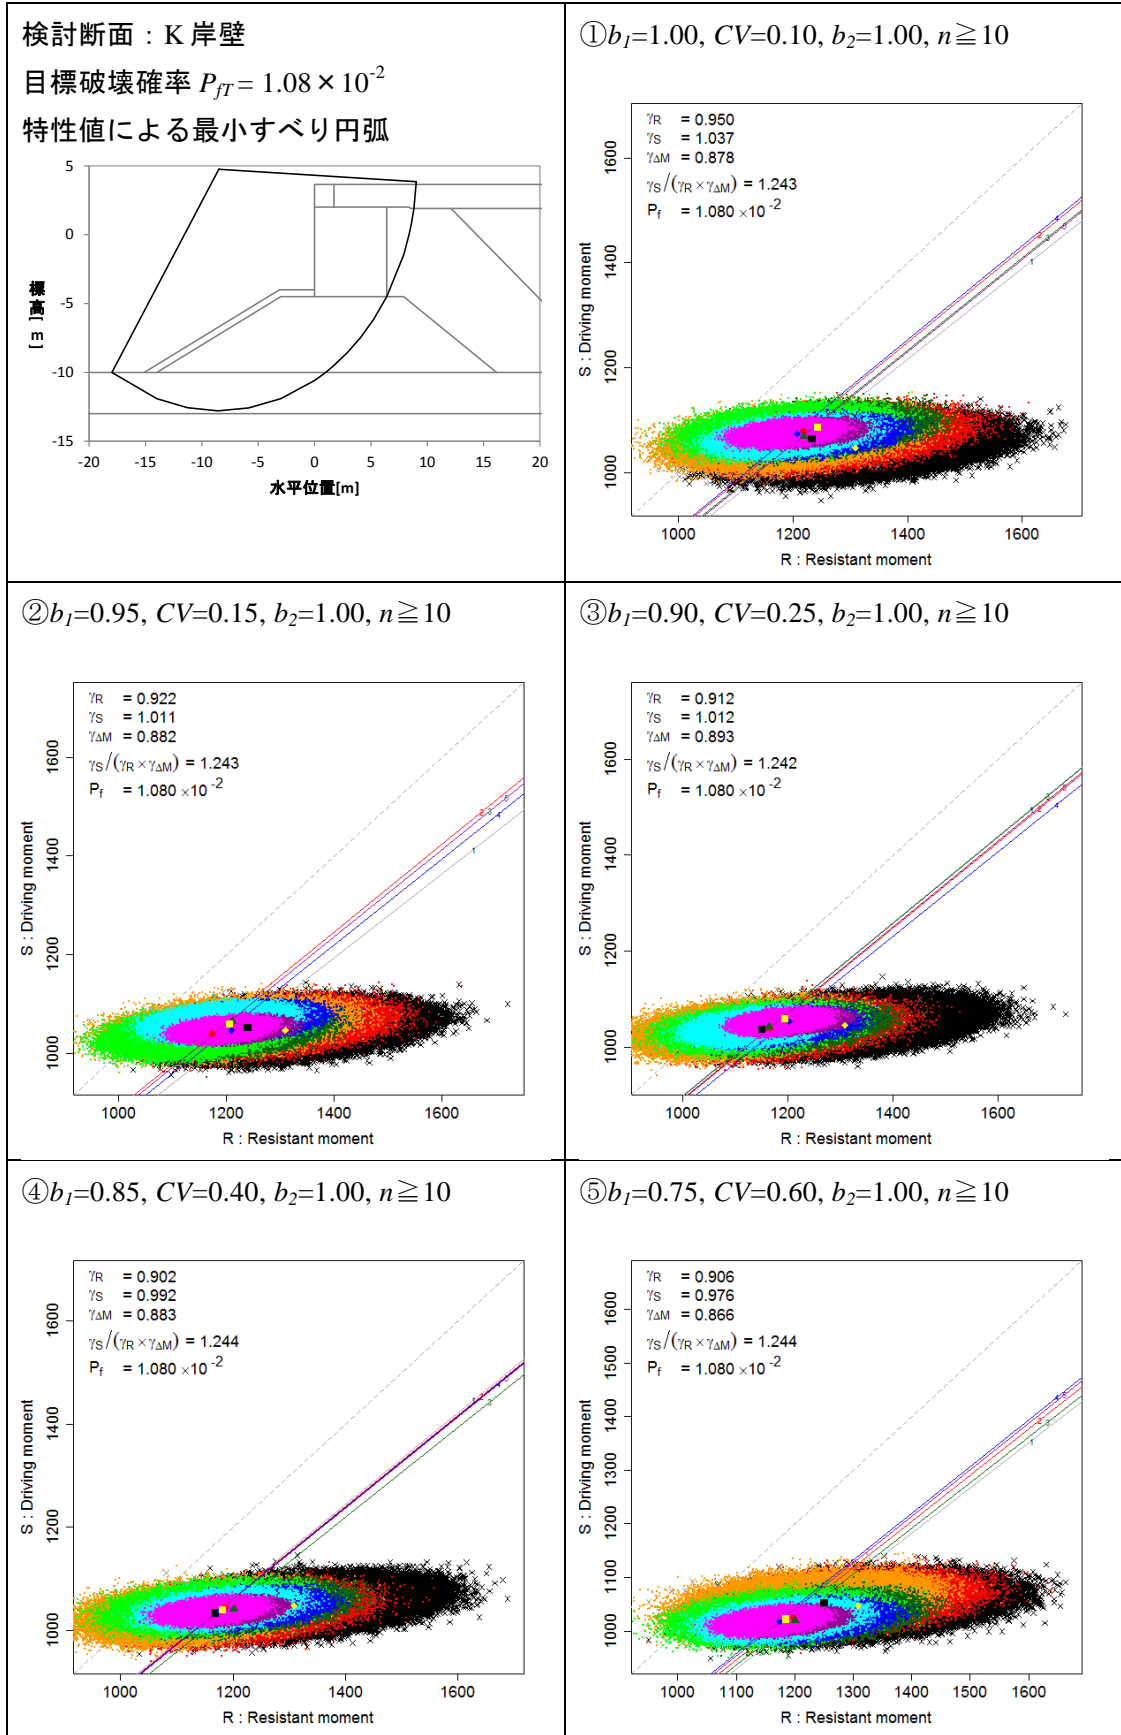 検討断面：K 岸壁
目標破壊確率 PfT = 1.08×10-2
特性値による最小すべり円弧
5
0
-5
-10
-15
標高[m]
-20 -15 -10 -5 0 5 10 15 20
水平位置[m]
①b1=1.00, CV=0.10, b2=1.00, n≧10
γR = 0.950
γS = 1.037
γΔM = 0.878
γS/(γR×γΔM) = 1.243
Pf = 1.080 ×10-2
S : Driving moment
1600
1400
1200
1000
1000 1200 1400 1600
R : Resistant moment
②b1=0.95, CV=0.15, b2=1.00, n≧10
γR = 0.922
γS = 1.011
γΔM = 0.882
γS/(γR×γΔM) = 1.243
Pf = 1.080 ×10-2
S : Driving moment
1600
1400
1200
1000
1000 1200 1400 1600
R : Resistant moment
③b1=0.90, CV=0.25, b2=1.00, n≧10
γR = 0.912
γS = 1.012
γΔM = 0.893
γS/(γR×γΔM) = 1.242
Pf = 1.080 ×10-2
S : Driving moment
1600
1400
1200
1000
1000 1200 1400 1600
R : Resistant moment
④b1=0.85, CV=0.40, b2=1.00, n≧10
γR = 0.902
γS = 0.992
γΔM = 0.883
γS/(γR×γΔM) = 1.244
Pf = 1.080 ×10-2
S : Driving moment
1600
1400
1200
1000
1000 1200 1400 1600
R : Resistant moment
⑤b1=0.75, CV=0.60, b2=1.00, n≧10
γR = 0.906
γS = 0.976
γΔM = 0.866
γS/(γR×γΔM) = 1.244
Pf = 1.080 ×10-2
S : Driving moment
1600
1500
1400
1300
1200
1100
1000
1000 1100 1200 1300 1400 1500 1600
R : Resistant moment